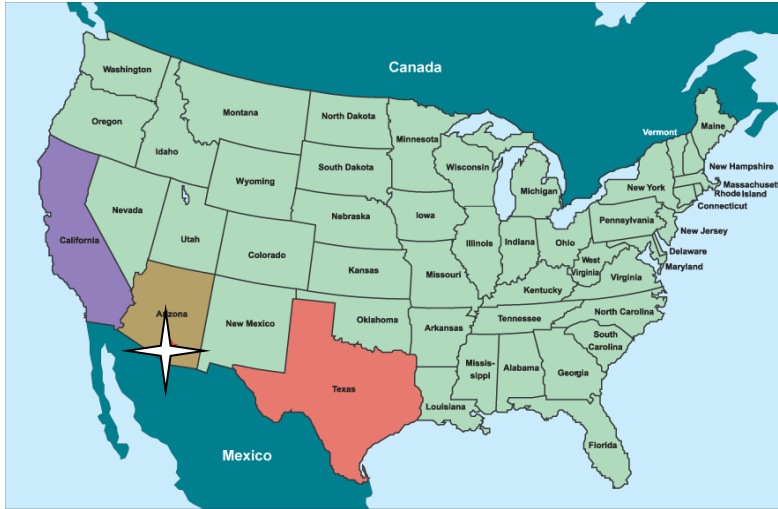 Canada
Washington
Oregon
Idaho
Montana
North Dakota
Minnesota
Wisconsin
Michigan
Vermont
Maine
New Hampshire
Massachusett
Rhode Island
Connecticut
New York
South Dakota
Wyoming
Nebraska
Iowa
Illinois
Indiana
Ohio
Pennsylvania
New Jersey
Delaware
Maryland
West
Virginia
Virginia
Nevada
Utah
Colorado
Kansas
Missouri
Kentucky
California
Arizona
New Mexico
Oklahoma
Arkansas
Tennessee
North Carolina
South
Carolina
Texas
Louisiana
Missis-
sippi
Alabama
Georgia
Florida
Mexico